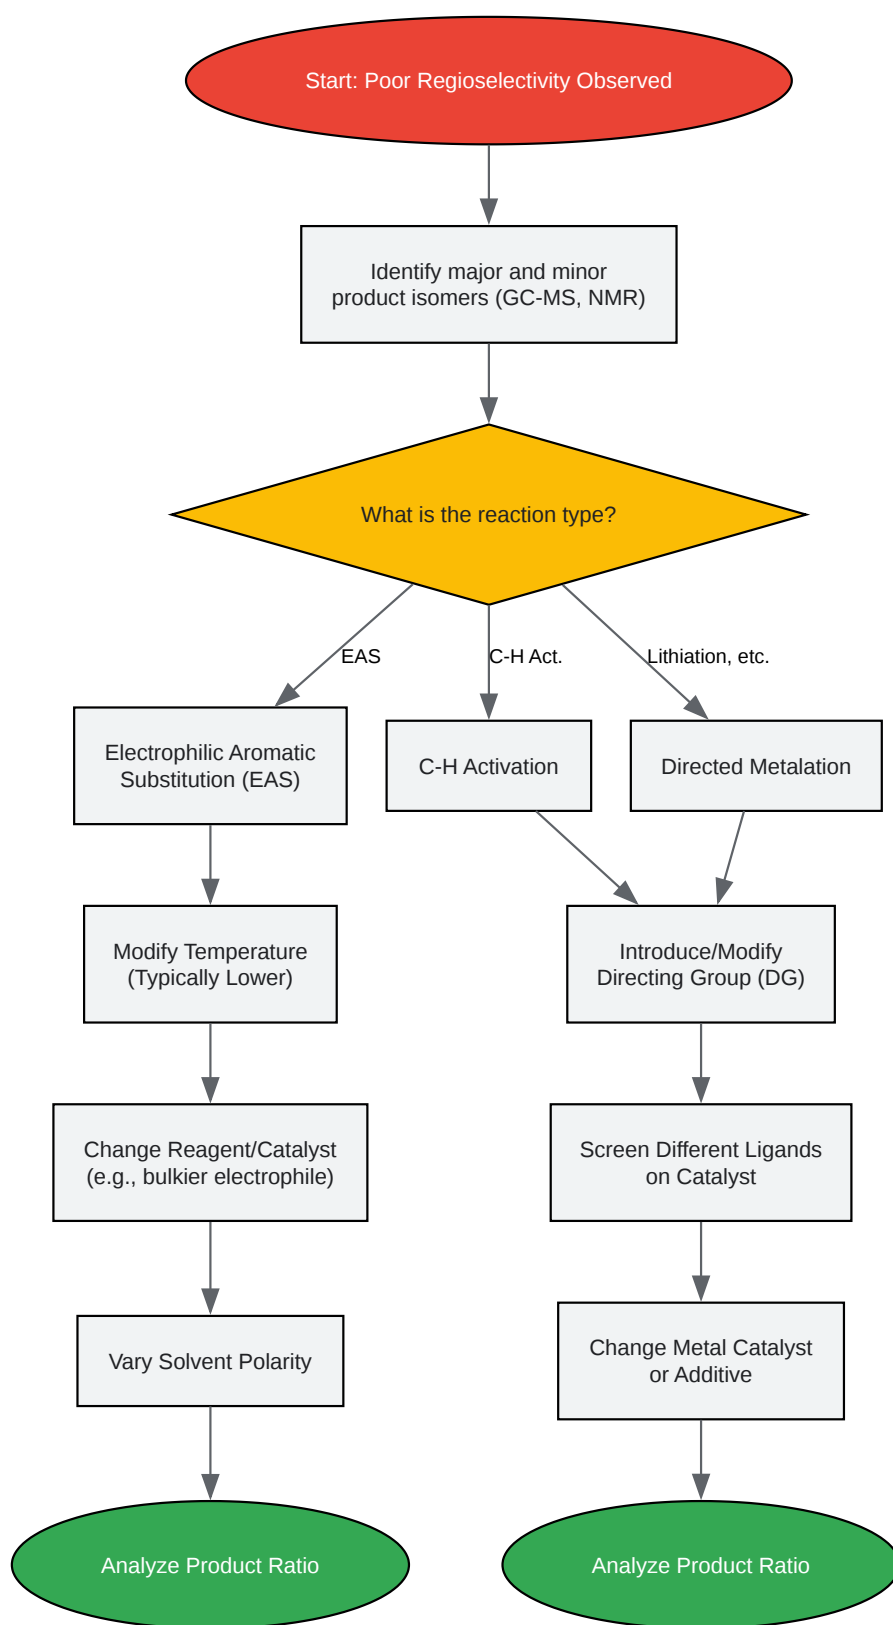 Start: Poor Regioselectivity Observed
Identify major and minor
product isomers (GC-MS, NMR)
What is the reaction type?
EAS
C-H Act.
Lithiation, etc.
Electrophilic Aromatic
Substitution (EAS)
C-H Activation
Directed Metalation
Modify Temperature
(Typically Lower)
Introduce/Modify
Directing Group (DG)
Change Reagent/Catalyst
(e.g., bulkier electrophile)
Screen Different Ligands
on Catalyst
Vary Solvent Polarity
Change Metal Catalyst
or Additive
Analyze Product Ratio
Analyze Product Ratio